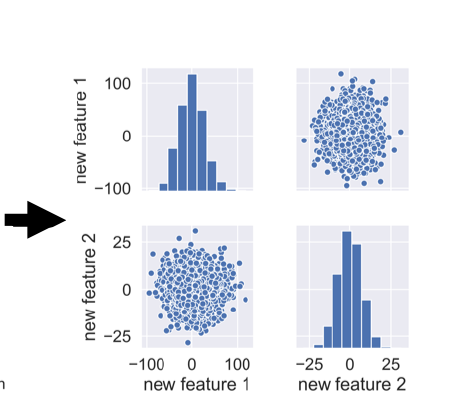 new feature 1
100
0
−100
new feature 2
25
0
−25
−100 0 100
new feature 1
−25 0 25
new feature 2
n